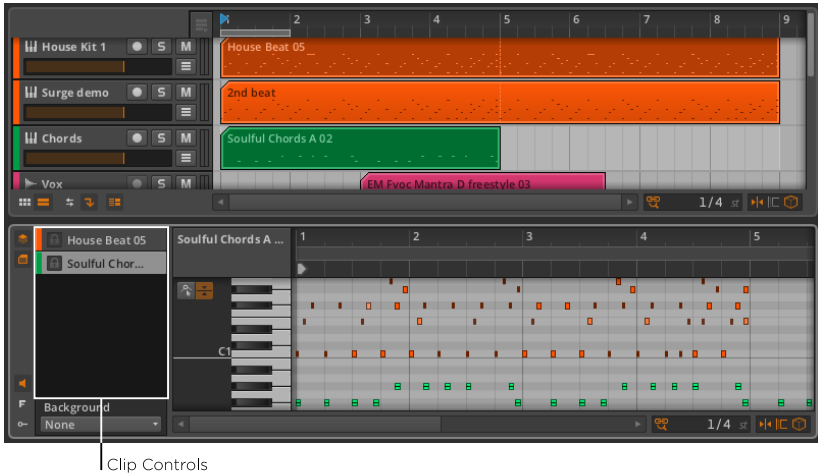 1 2 3 4 5 6 7 8 9
House Kit 1 S M House Beat 05
Surge demo S M 2nd beat
Chords S M Soulful Chords A 02
Vox S M EM Fvoc Mantra D freestyle 03
1/4 st
House Beat 05 Soulful Chords A ... 1 2 3 4 5
Soulful Chor...
C1
F Background
None 1/4 st
Clip Controls